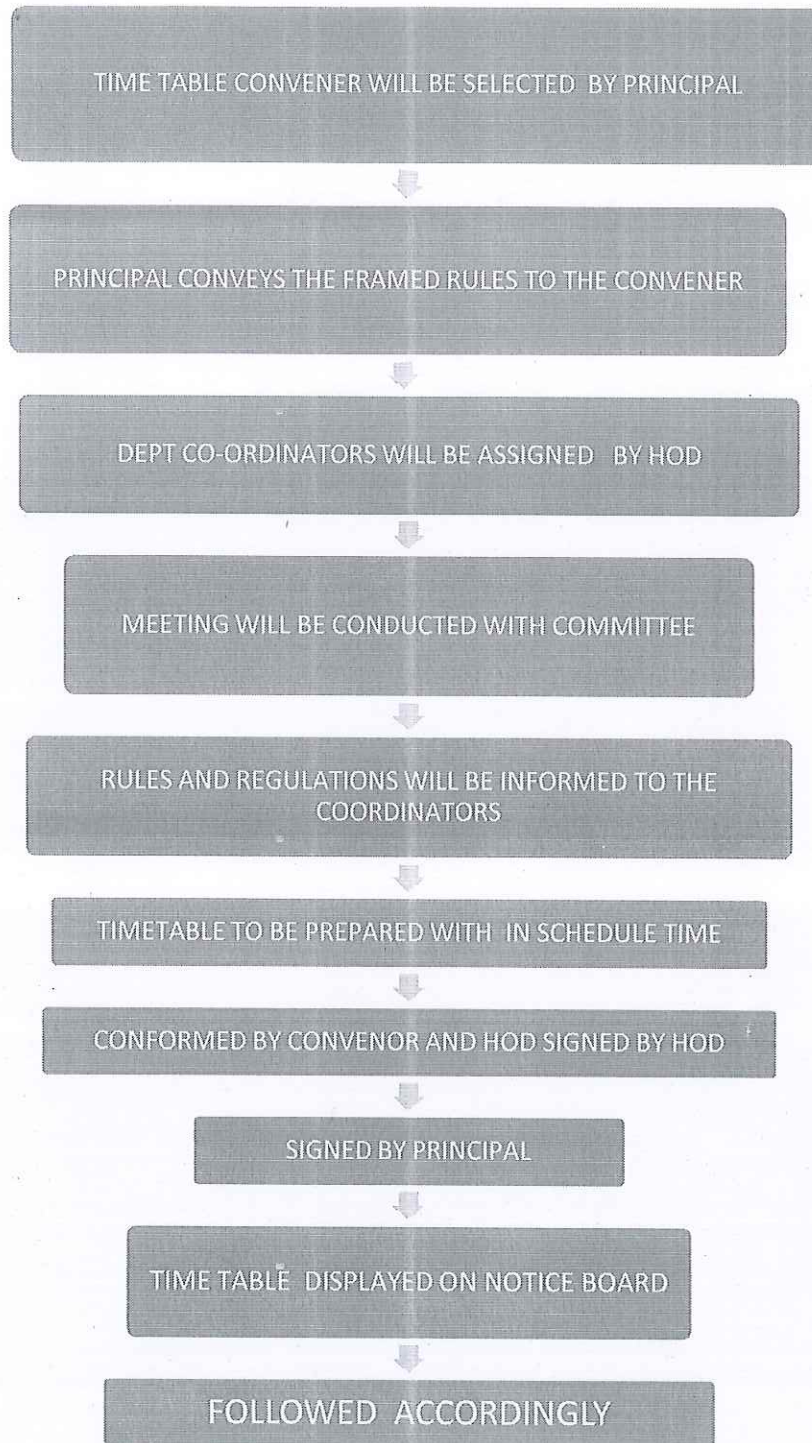 TIME TABLE CONVENER WILL BE SELECTED BY PRINCIPAL
PRINCIPAL CONVEYS THE FRAMED RULES TO THE CONVENER
DEPT CO-ORDINATORS WILL BE ASSIGNED BY HOD
MEETING WILL BE CONDUCTED WITH COMMITTEE
RULES AND REGULATIONS WILL BE INFORMED TO THE
COORDINATORS
TIMETABLE TO BE PREPARED WITH IN SCHEDULE TIME
CONFORMED BY CONVENOR AND HOD SIGNED BY HOD
SIGNED BY PRINCIPAL
TIME TABLE DISPLAYED ON NOTICE BOARD
FOLLOWED ACCORDINGLY